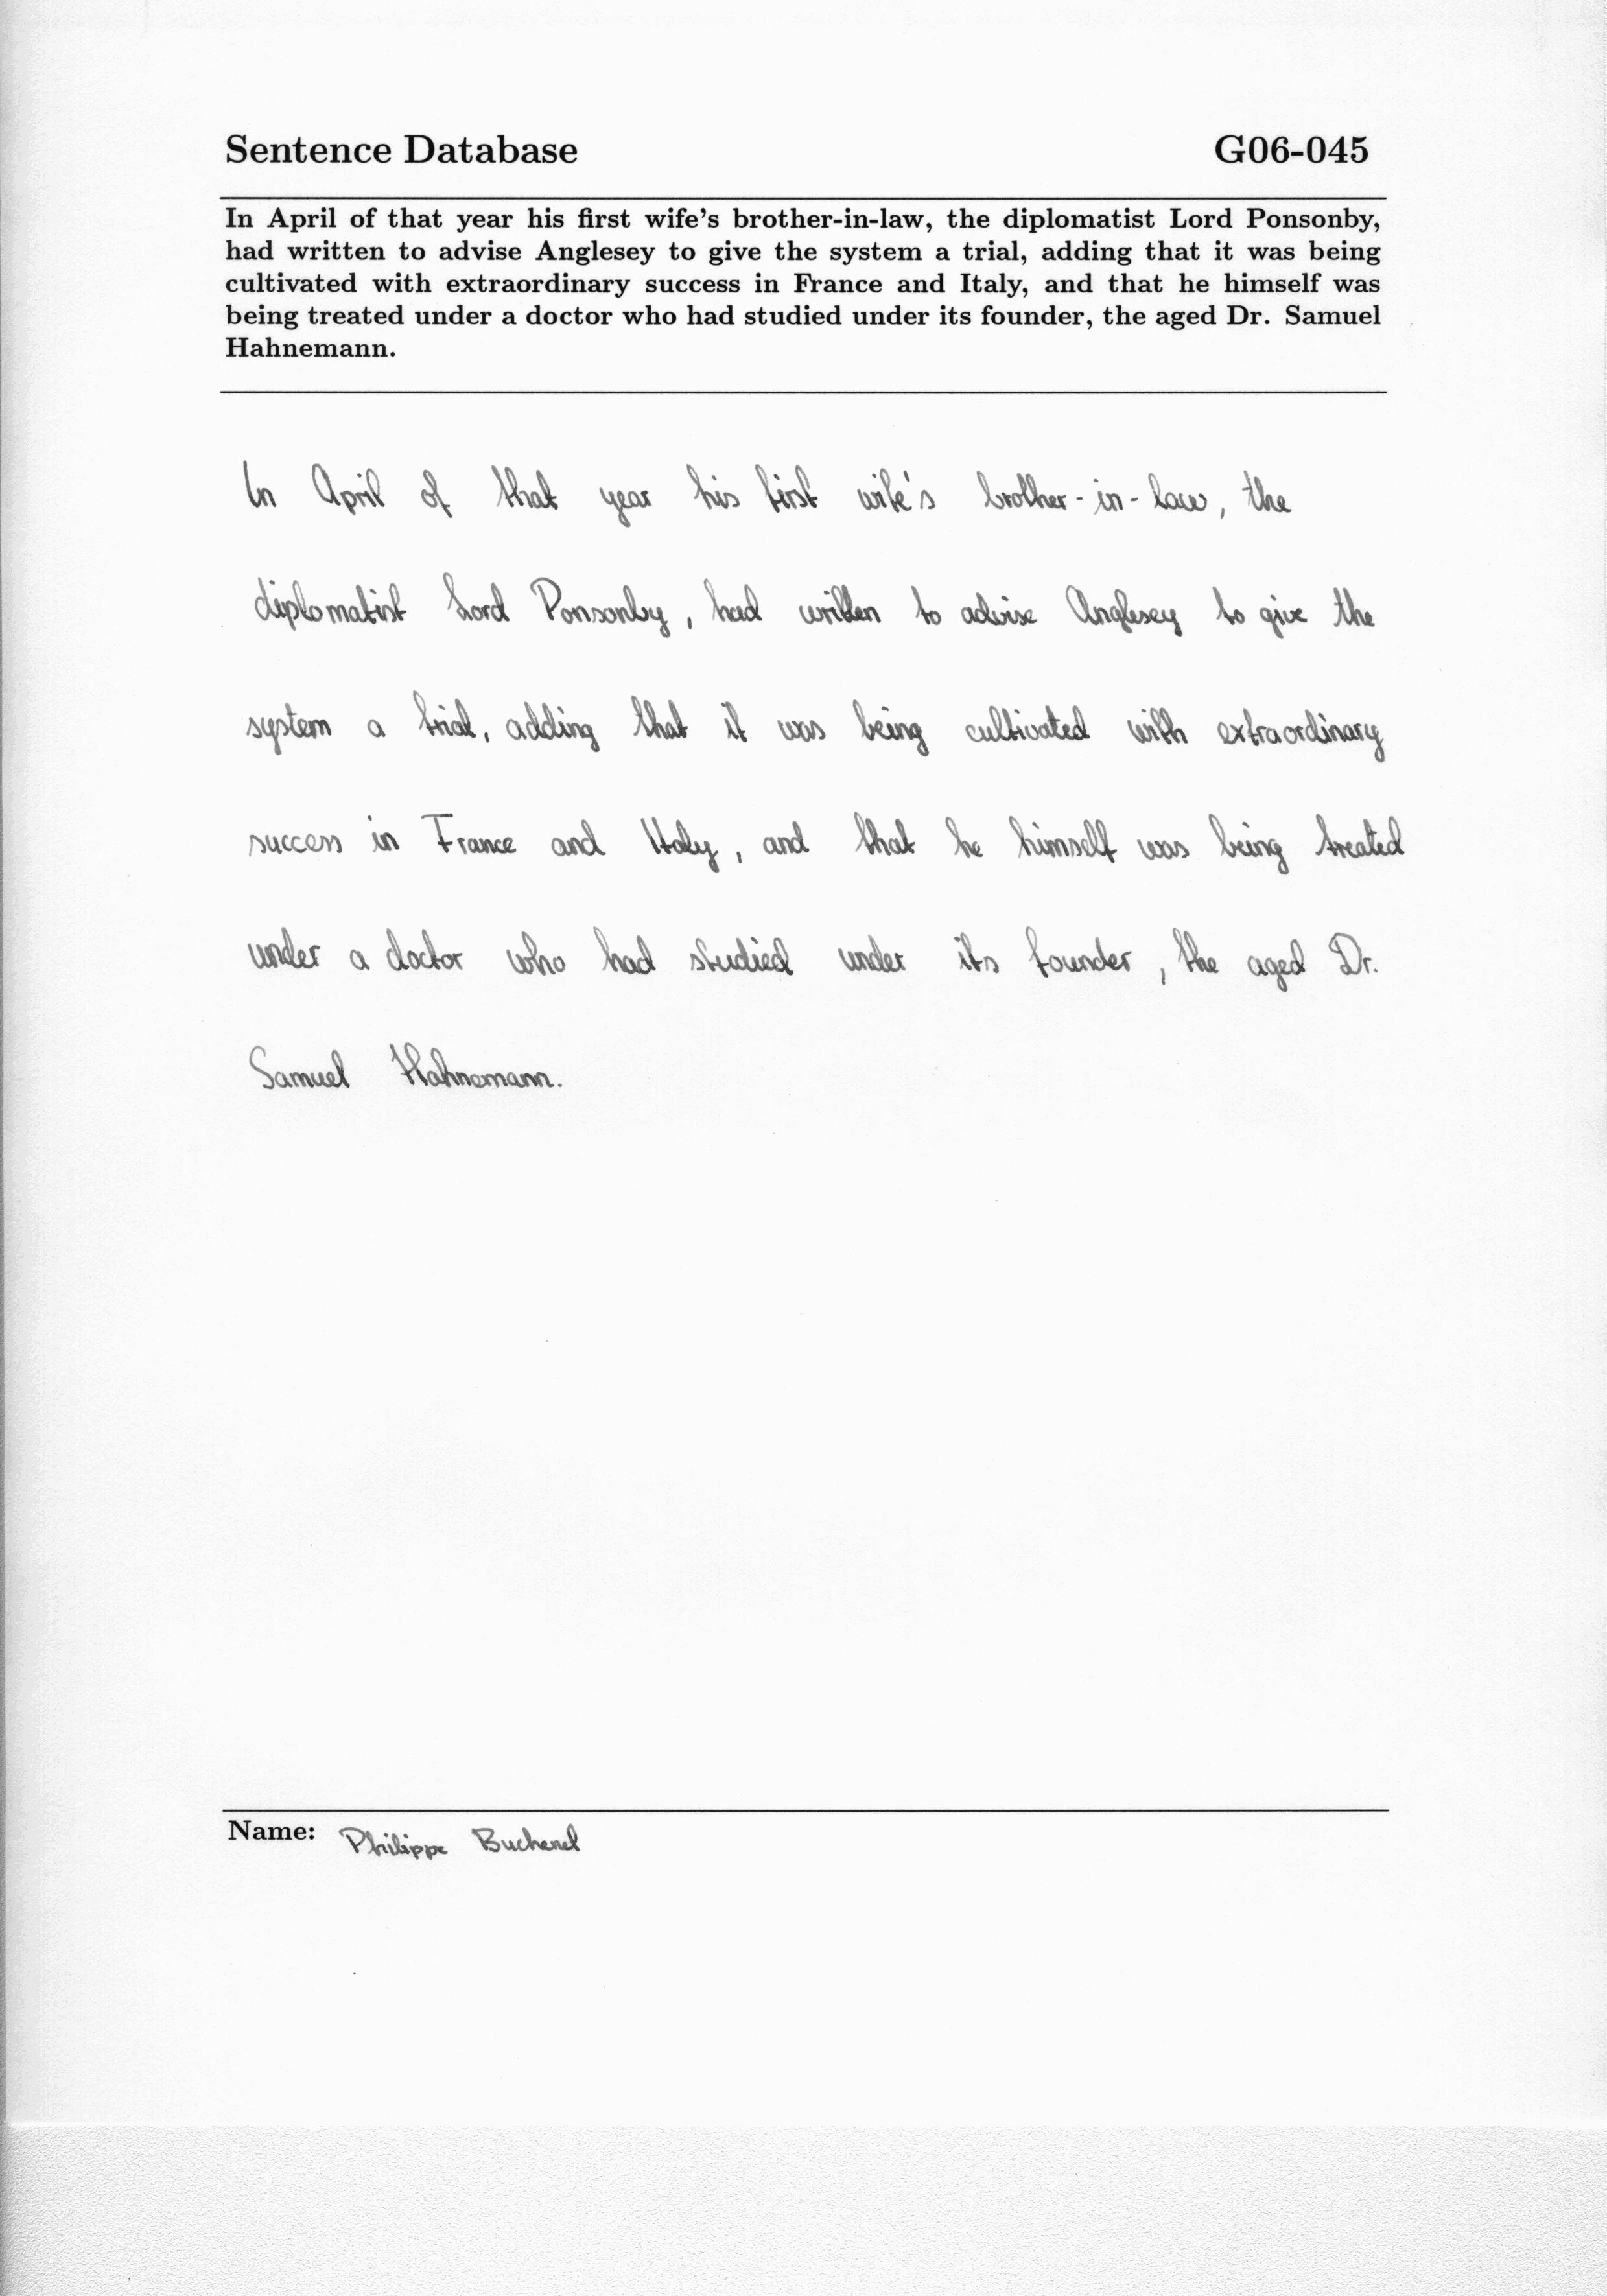 Sentence Database G06-045
In April of that year his first wife's brother-in-law, the diplomatist Lord Ponsonby,
had written to advise Anglesey to give the system a trial, adding that it was being
cultivated with extraordinary success in France and Italy, and that he himself was
being treated under a doctor who had studied under its founder, the aged Dr. Samuel
Hahnemann.
In April of that year his first wife's brother-in-law, the
diplomatist Lord Ponsonby, had written to advise Anglesey to give the
system a trial, adding that it was being cultivated with extraordinary
success in France and Italy, and that he himself was being treated
under a doctor who had studied under its founder, the aged Dr.
Samuel Hahnemann.
Name: Philippe Buchenel